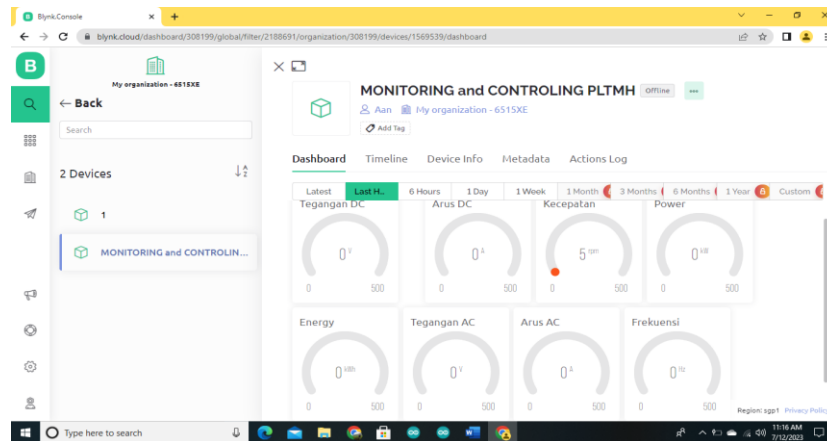 Blynk.Console
blynk.cloud/dashboard/308199/global/filter/2188691/organization/308199/devices/1569539/dashboard
B
My organization - 6515XE
Back
Search
2 Devices
1
MONITORING and CONTROLIN...
MONITORING and CONTROLING PLTMH
Offline
Aan My organization - 6515XE
Add Tag
Dashboard Timeline Device Info Metadata Actions Log
Latest Last H... 6 Hours 1 Day 1 Week 1 Month 3 Months 6 Months 1 Year Custom
Tegangan DC Arus DC Kecepatan Power
0 V 0 A 5 rpm 0 kW
0 500 0 500 0 500 0 500
Energy Tegangan AC Arus AC Frekuensi
0 kWh 0 V 0 A 0 Hz
0 500 0 500 0 500 0 500
Region: sgp1 Privacy Policy
Type here to search
11:16 AM
7/12/2023